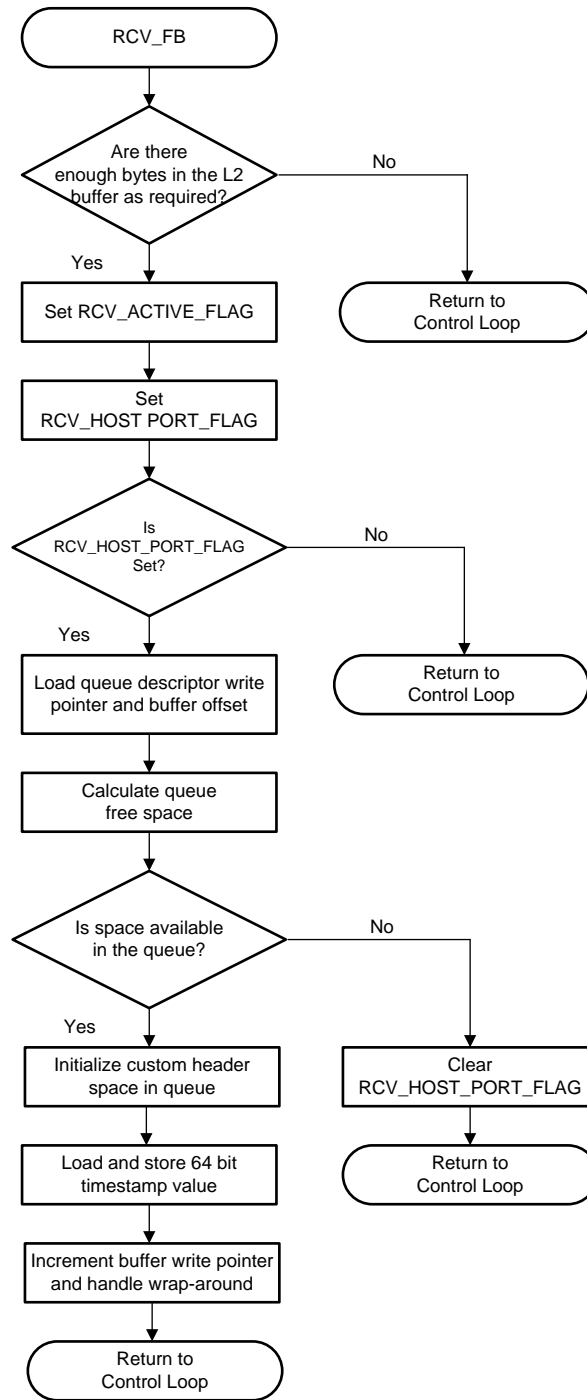 RCV_FB
Are there
enough bytes in the L2
buffer as required?
No
Yes
Return to
Control Loop
Set RCV_ACTIVE_FLAG
Set
RCV_HOST PORT_FLAG
Is
RCV_HOST_PORT_FLAG
Set?
No
Yes
Return to
Control Loop
Load queue descriptor write
pointer and buffer offset
Calculate queue
free space
Is space available
in the queue?
No
Yes
Initialize custom header
space in queue
Clear
RCV_HOST_PORT_FLAG
Load and store 64 bit
timestamp value
Return to
Control Loop
Increment buffer write pointer
and handle wrap-around
Return to
Control Loop